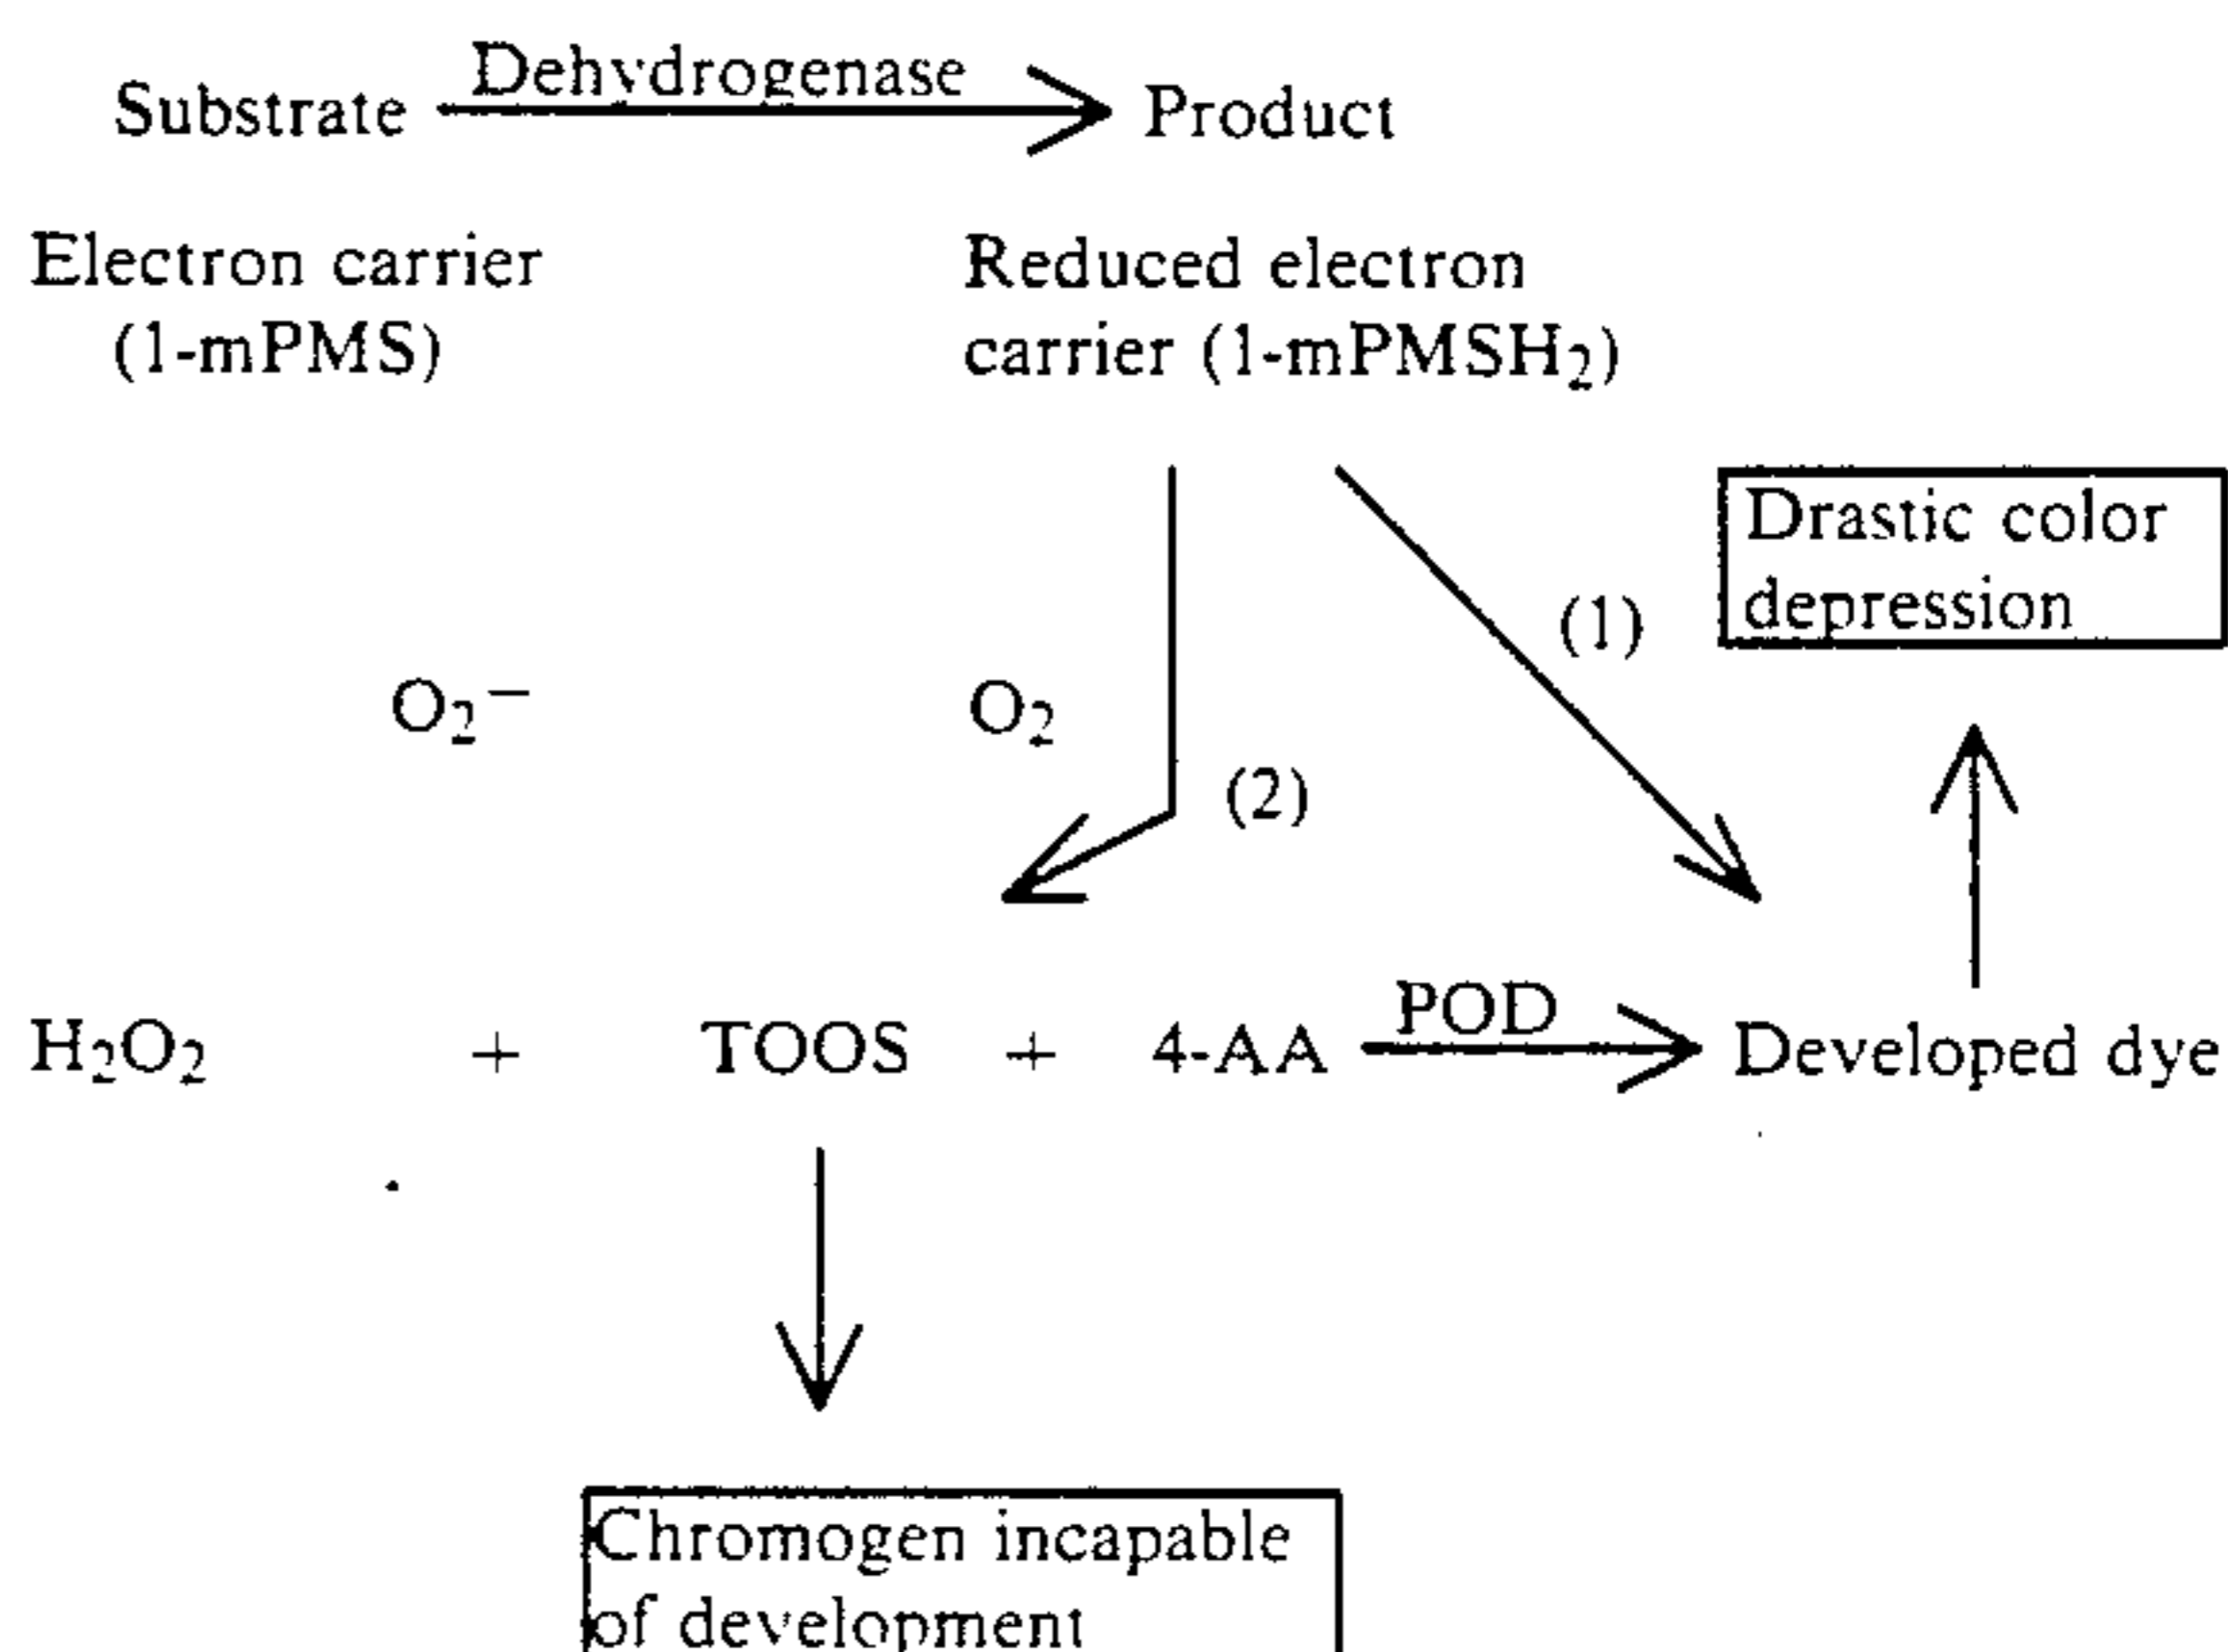 Dehydrogenase
Substrate Product
Electron carrier
(1-mPMS)
Reduced electron
carrier (1-mPMSH₂)
Drastic color
depression
(1)
O₂⁻ O₂
(2)
H₂O₂ + TOOS + 4-AA POD Developed dye
Chromogen incapable
of development